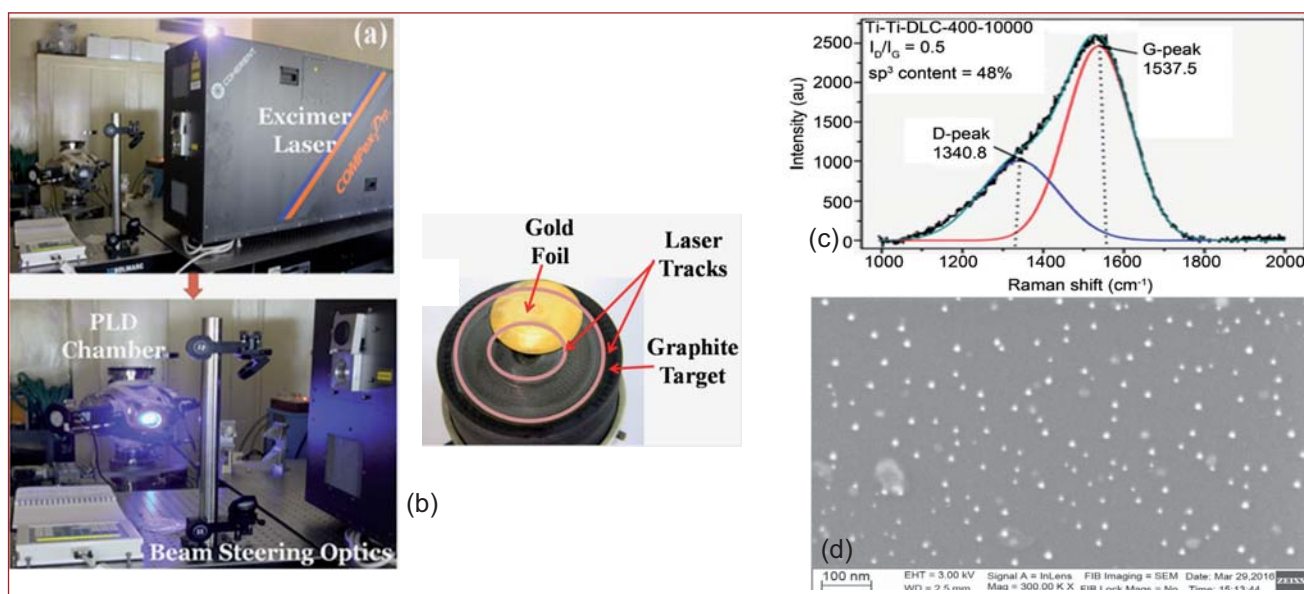 (a)
COHERENT
Excimer
Laser
COMPexPro
PLD
Chamber
Beam Steering Optics
(b)
Gold
Foil
Laser
Tracks
Graphite
Target
Ti-Ti-DLC-400-10000
I_D/I_G = 0.5
sp³ content = 48%
G-peak
1537.5
D-peak
1340.8
Intensity (au)
2500
2000
1500
1000
500
0
1000 1200 1400 1600 1800 2000
Raman shift (cm⁻¹)
(c)
(d)
100 nm
EHT = 3.00 kV Signal A = InLens FIB Imaging = SEM Date: Mar 29,2016
WD = 2.5 mm Mag = 300.00 K X FIB Lock Mags = No Time: 15:13:44
ZEISS